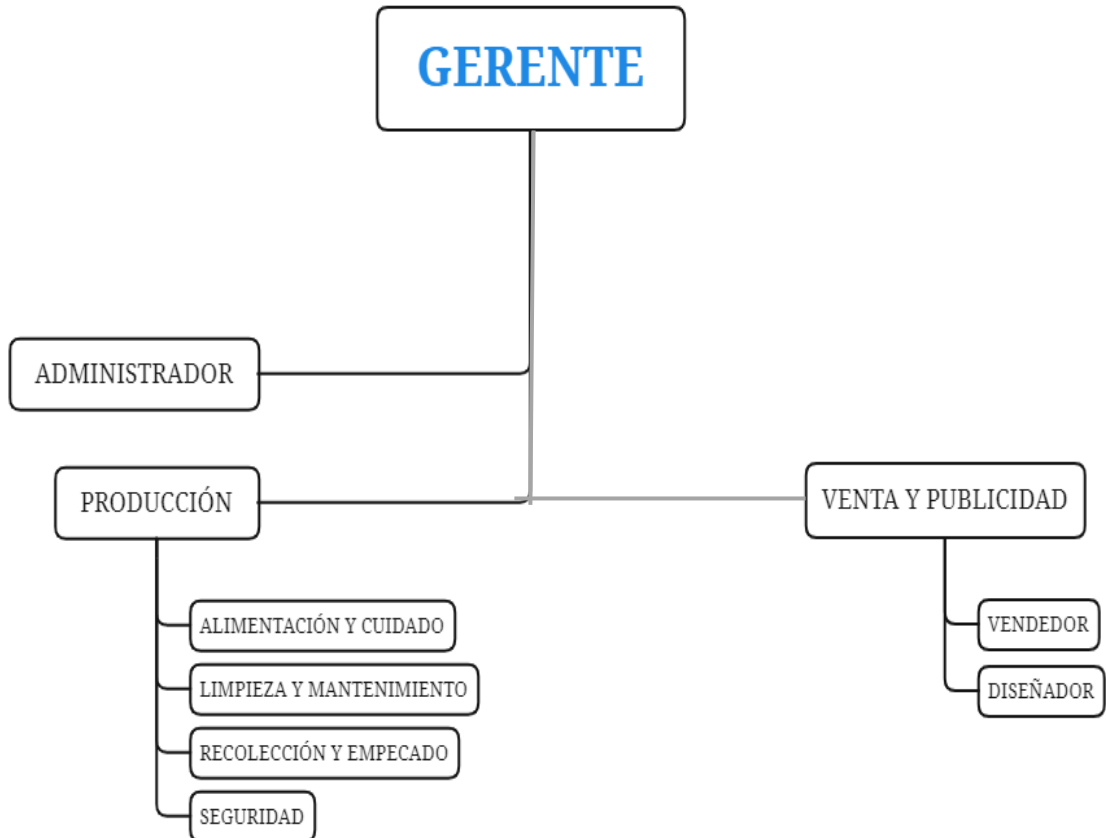 GERENTE
ADMINISTRADOR
PRODUCCIÓN
ALIMENTACIÓN Y CUIDADO
LIMPIEZA Y MANTENIMIENTO
RECOLECCIÓN Y EMPECADO
SEGURIDAD
VENTA Y PUBLICIDAD
VENDEDOR
DISEÑADOR